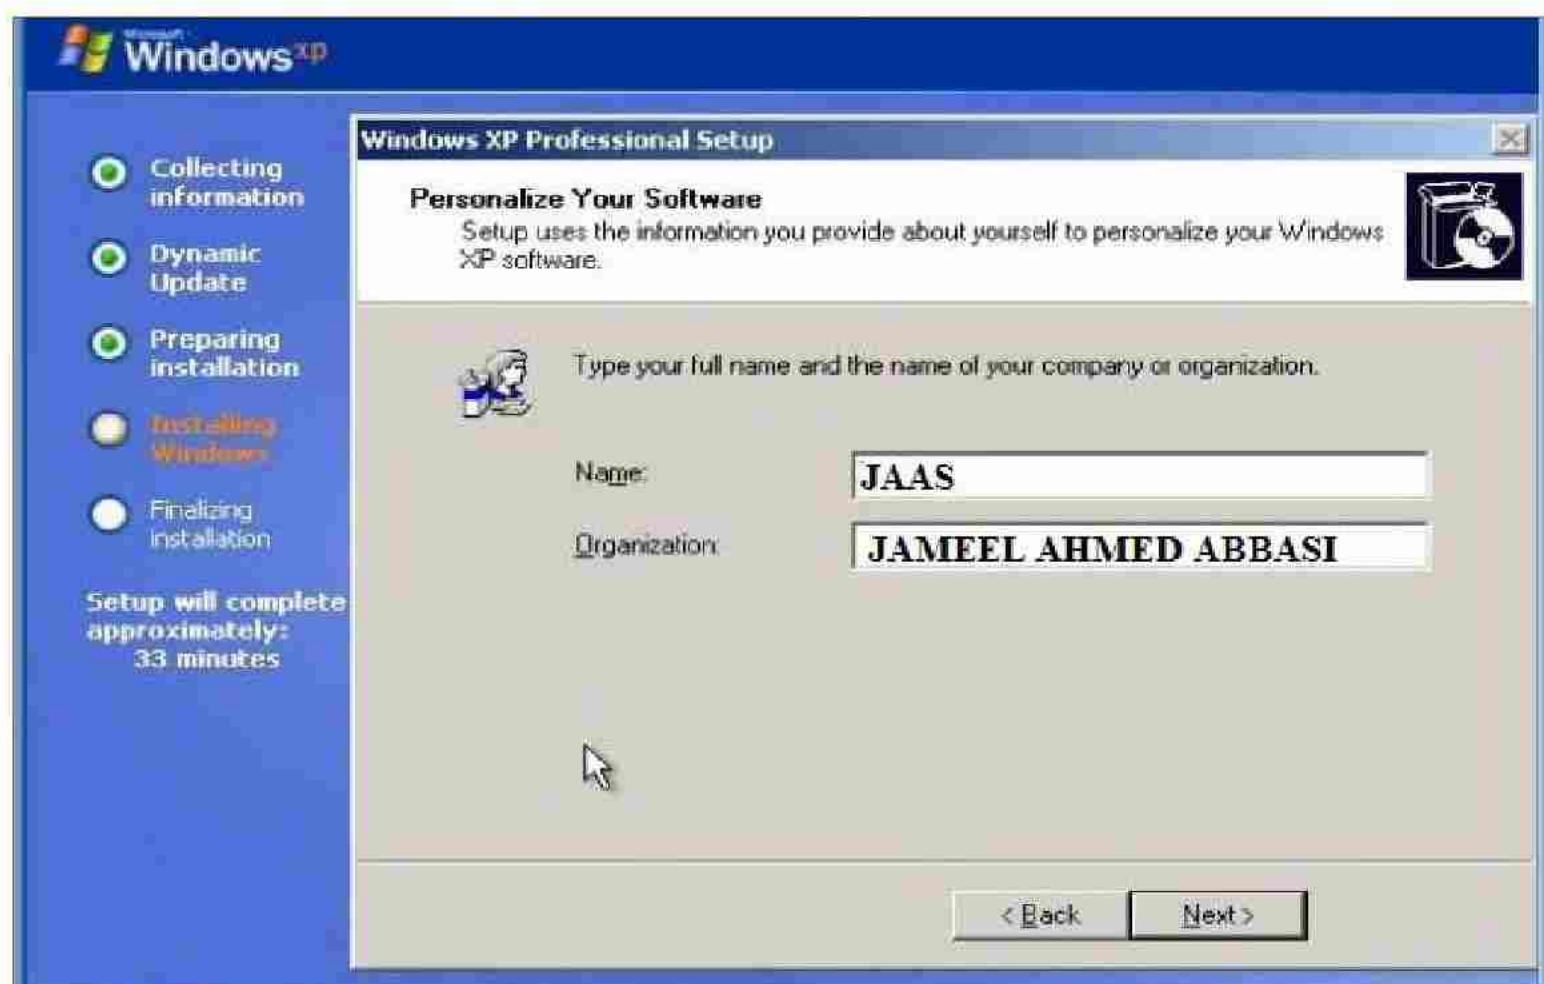 Microsoft
Windows xp
Windows XP Professional Setup
Collecting
information
Dynamic
Update
Preparing
installation
Installing
Windows
Finalizing
installation
Setup will complete
approximately:
33 minutes
Personalize Your Software
Setup uses the information you provide about yourself to personalize your Windows
XP software.
Type your full name and the name of your company or organization.
Name: JAAS
Organization: JAMEEL AHMED ABBASI
< Back Next >